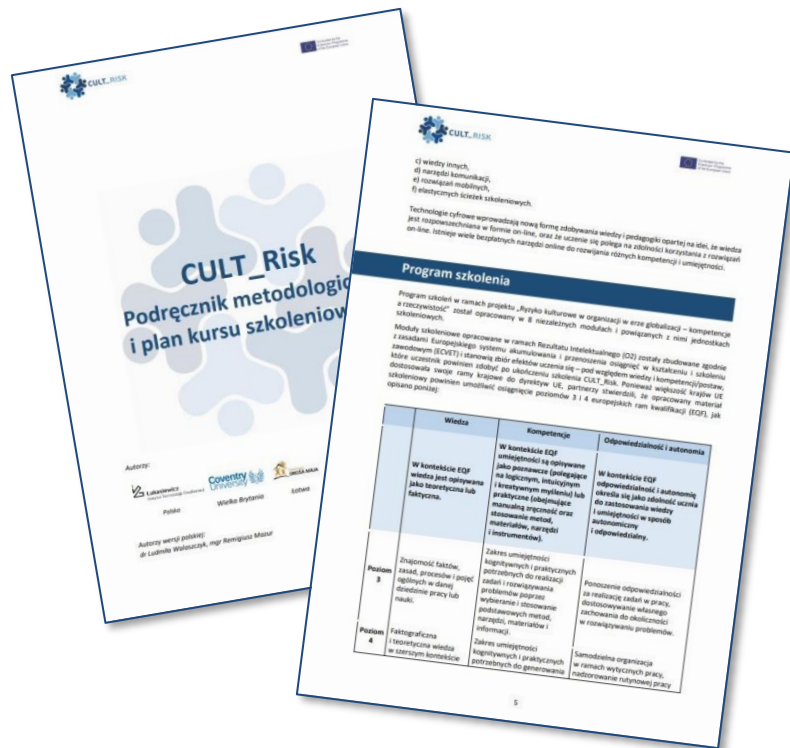 CULT_RISK
CULT_Risk
Podręcznik metodologic
i plan kursu szkoleniow
Autorzy:
Łukasiewicz
Coventry
University
GROSA MAJA
Polska
Wielka Brytania
Łotwa
Autorzy wersji polskiej:
dr Ludmiła Walaszczyk, mgr Remigiusz Mazur
CULT_RISK
c) wiedzy innych,
d) narzędzi komunikacji,
e) rozwiązań mobilnych,
f) elastycznych ścieżek szkoleniowych.
Technologie cyfrowe wprowadzają nową formę zdobywania wiedzy i pedagogiki opartej na idei, że wiedza
jest rozpowszechniana w formie on-line, oraz że uczenie się polega na zdolności korzystania z rozwiązań
on-line. Istnieje wiele bezpłatnych narzędzi online do rozwijania różnych kompetencji i umiejętności.
Program szkolenia
Program szkoleń w ramach projektu „Ryzyko kulturowe w organizacji w erze globalizacji – kompetencje
a rzeczywistość” został opracowany w 8 niezależnych modułach i powiązanych z nimi jednostkach
szkoleniowych.
Moduły szkoleniowe opracowane w ramach Rezultatu Intelektualnego (O2) zostały zbudowane zgodnie
z zasadami Europejskiego systemu akumulowania i przenoszenia osiągnięć w kształceniu i szkoleniu
zawodowym (ECVET) i stanowią zbiór efektów uczenia się – pod względem wiedzy i kompetencji/postaw,
które uczestnik powinien zdobyć po ukończeniu szkolenia CULT_Risk. Ponieważ większość krajów UE
dostosowała swoje ramy krajowe do dyrektyw UE, partnerzy stwierdzili, że opracowany materiał
szkoleniowy powinien umożliwić osiągnięcie poziomów 3 i 4 europejskich ram kwalifikacji (EQF), jak
opisano poniżej:
Wiedza
Kompetencje
Odpowiedzialność i autonomia
W kontekście EQF
wiedza jest opisywana
jako teoretyczna lub
faktyczna.
W kontekście EQF
umiejętności są opisywane
jako poznawcze (polegające
na logicznym, intuicyjnym
i kreatywnym myśleniu) lub
praktyczne (obejmujące
manualną zręczność oraz
stosowanie metod,
materiałów, narzędzi
i instrumentów).
W kontekście EQF
odpowiedzialność i autonomię
określa się jako zdolność ucznia
do zastosowania wiedzy
i umiejętności w sposób
autonomiczny
i odpowiedzialny.
Poziom
3
Znajomość faktów,
zasad, procesów i pojęć
ogólnych w danej
dziedzinie pracy lub
nauki.
Zakres umiejętności
kognitywnych i praktycznych
potrzebnych do realizacji
zadań i rozwiązywania
problemów poprzez
wybieranie i stosowanie
podstawowych metod,
narzędzi, materiałów i
informacji.
Ponoszenie odpowiedzialności
za realizację zadań w pracy,
dostosowywanie własnego
zachowania do okoliczności
w rozwiązywaniu problemów.
Poziom
4
Faktograficzna
i teoretyczna wiedza
w szerszym kontekście
Zakres umiejętności
kognitywnych i praktycznych
potrzebnych do generowania
Samodzielna organizacja
w ramach wytycznych pracy,
nadzorowanie rutynowej pracy
5